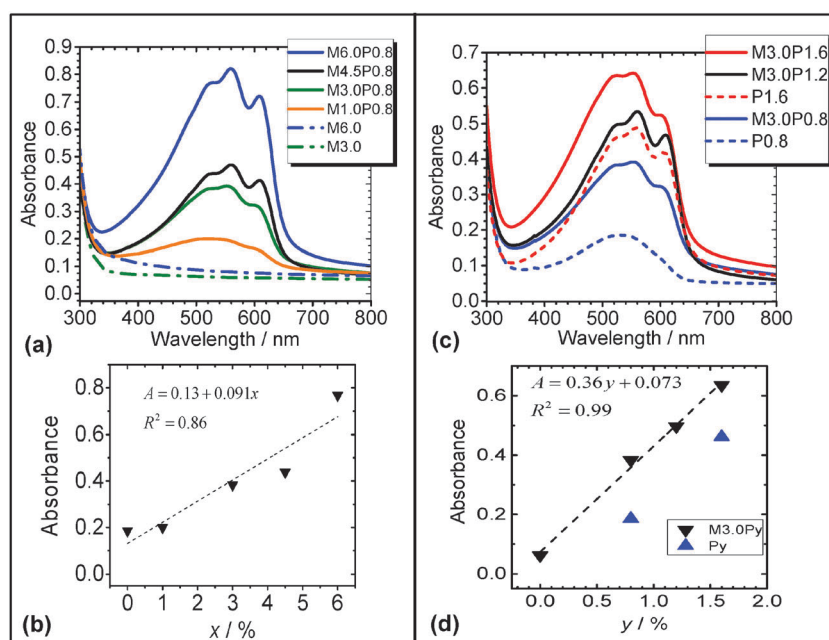 0.9
0.8
0.7
0.6
0.5
0.4
0.3
0.2
0.1
0.0
Absorbance
M6.0P0.8
M4.5P0.8
M3.0P0.8
M1.0P0.8
M6.0
M3.0
300 400 500 600 700 800
Wavelength / nm
(a)
0.8
0.6
0.4
0.2
0.0
Absorbance
A = 0.13 + 0.091x
R² = 0.86
0 1 2 3 4 5 6
x / %
(b)
0.7
0.6
0.5
0.4
0.3
0.2
0.1
0.0
Absorbance
M3.0P1.6
M3.0P1.2
P1.6
M3.0P0.8
P0.8
300 400 500 600 700 800
Wavelength / nm
(c)
0.6
0.4
0.2
0.0
Absorbance
A = 0.36y + 0.073
R² = 0.99
M3.0Py
Py
0.0 0.5 1.0 1.5 2.0
y / %
(d)